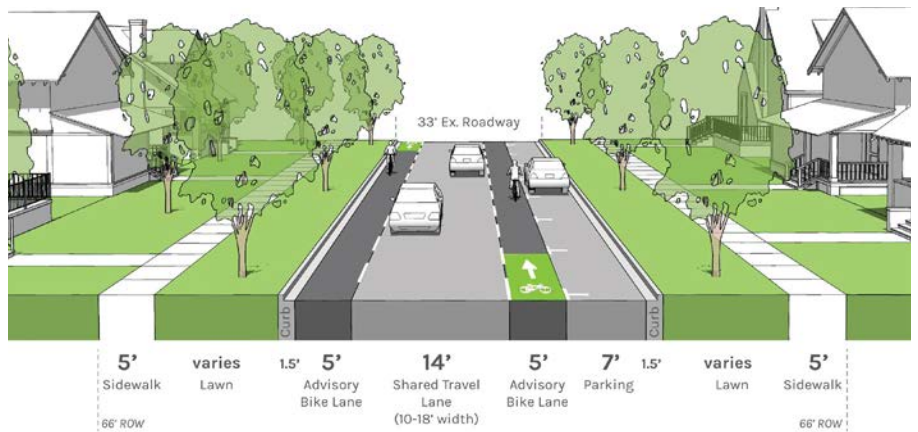 33' Ex. Roadway
Curb
Curb
5'
Sidewalk
varies
Lawn
1.5'
5'
Advisory
Bike Lane
14'
Shared Travel
Lane
(10-18' width)
5'
Advisory
Bike Lane
7'
Parking
1.5'
varies
Lawn
5'
Sidewalk
66' ROW
66' ROW